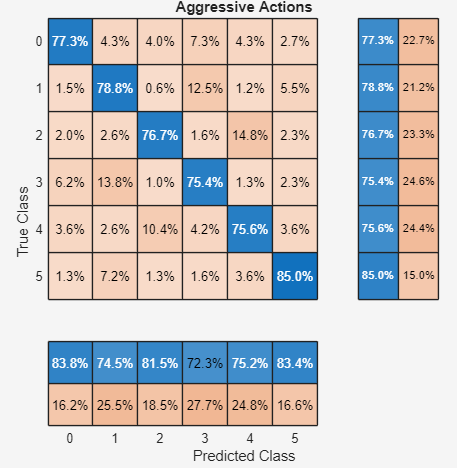 Aggressive Actions
0 77.3% 4.3% 4.0% 7.3% 4.3% 2.7% 77.3% 22.7%
1 1.5% 78.8% 0.6% 12.5% 1.2% 5.5% 78.8% 21.2%
2 2.0% 2.6% 76.7% 1.6% 14.8% 2.3% 76.7% 23.3%
3 6.2% 13.8% 1.0% 75.4% 1.3% 2.3% 75.4% 24.6%
4 3.6% 2.6% 10.4% 4.2% 75.6% 3.6% 75.6% 24.4%
5 1.3% 7.2% 1.3% 1.6% 3.6% 85.0% 85.0% 15.0%
True Class
83.8% 74.5% 81.5% 72.3% 75.2% 83.4%
16.2% 25.5% 18.5% 27.7% 24.8% 16.6%
0 1 2 3 4 5
Predicted Class